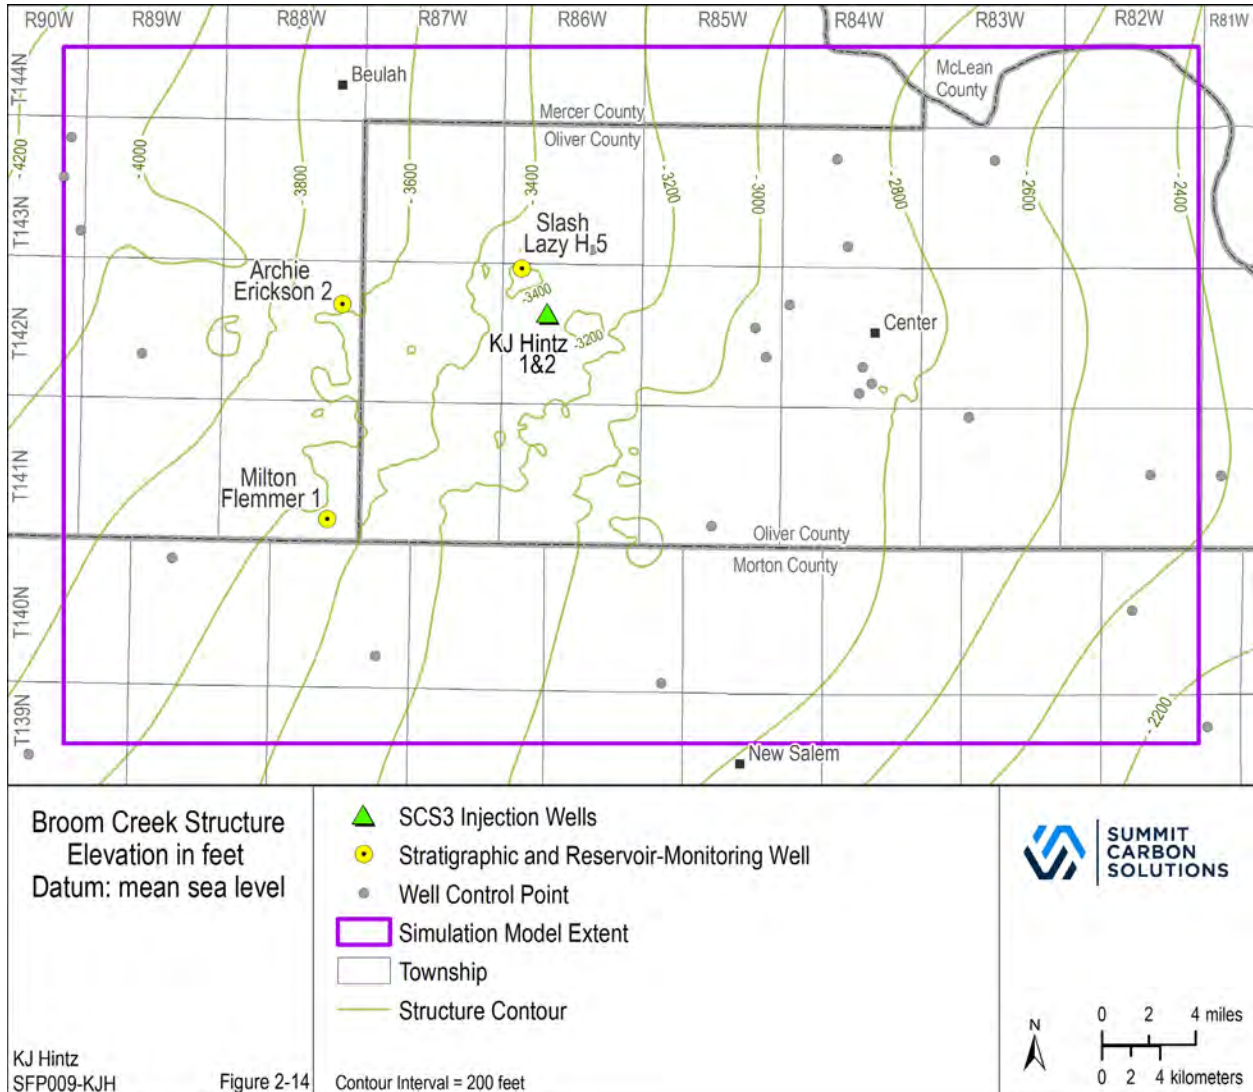 R90W R89W R88W R87W R86W R85W R84W R83W R82W R81W
T144N
Beulah
McLean
County
Mercer County
Oliver County
- 4200
- 4000
- 3800
- 3600
- 3400
- 3200
- 3000
- 2800
- 2600
- 2400
T143N
Slash
Lazy H 5
Archie
Erickson 2
-3400
T142N
KJ Hintz
1&2
-3200
Center
T141N
Milton
Flemmer 1
Oliver County
Morton County
T140N
T139N
- 2200
New Salem
Broom Creek Structure
Elevation in feet
Datum: mean sea level
KJ Hintz
SFP009-KJH Figure 2-14
SCS3 Injection Wells
Stratigraphic and Reservoir-Monitoring Well
Well Control Point
Simulation Model Extent
Township
Structure Contour
Contour Interval = 200 feet
SUMMIT
CARBON
SOLUTIONS
N
0 2 4 miles
0 2 4 kilometers